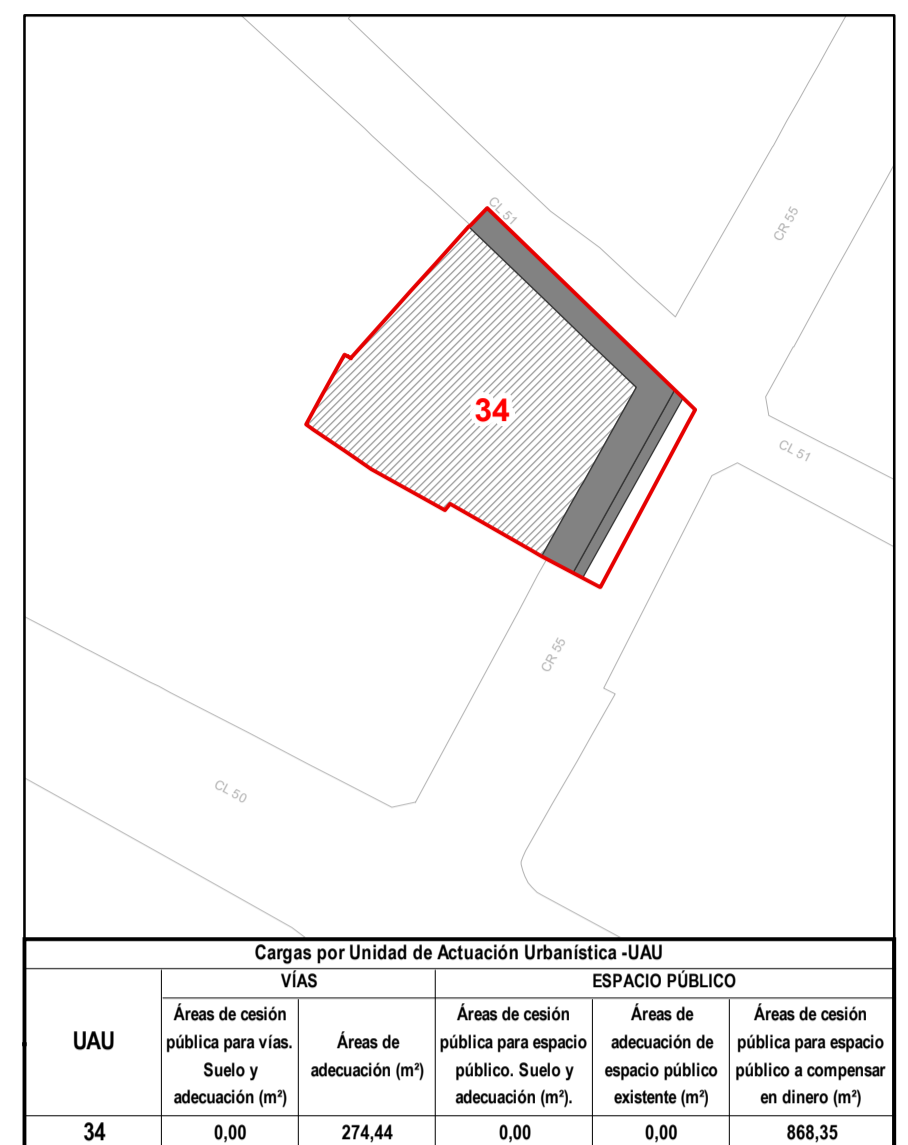 CL 51
CR 55
34
CL 51
CR 55
CL 50
Cargas por Unidad de Actuación Urbanística -UAU
UAU
VÍAS
ESPACIO PÚBLICO
Áreas de cesión
pública para vías.
Suelo y
adecuación (m²)
Áreas de
adecuación (m²)
Áreas de cesión
pública para espacio
público. Suelo y
adecuación (m²).
Áreas de
adecuación de
espacio público
existente (m²)
Áreas de cesión
pública para espacio
público a compensar
en dinero (m²)
34
0,00
274,44
0,00
0,00
868,35